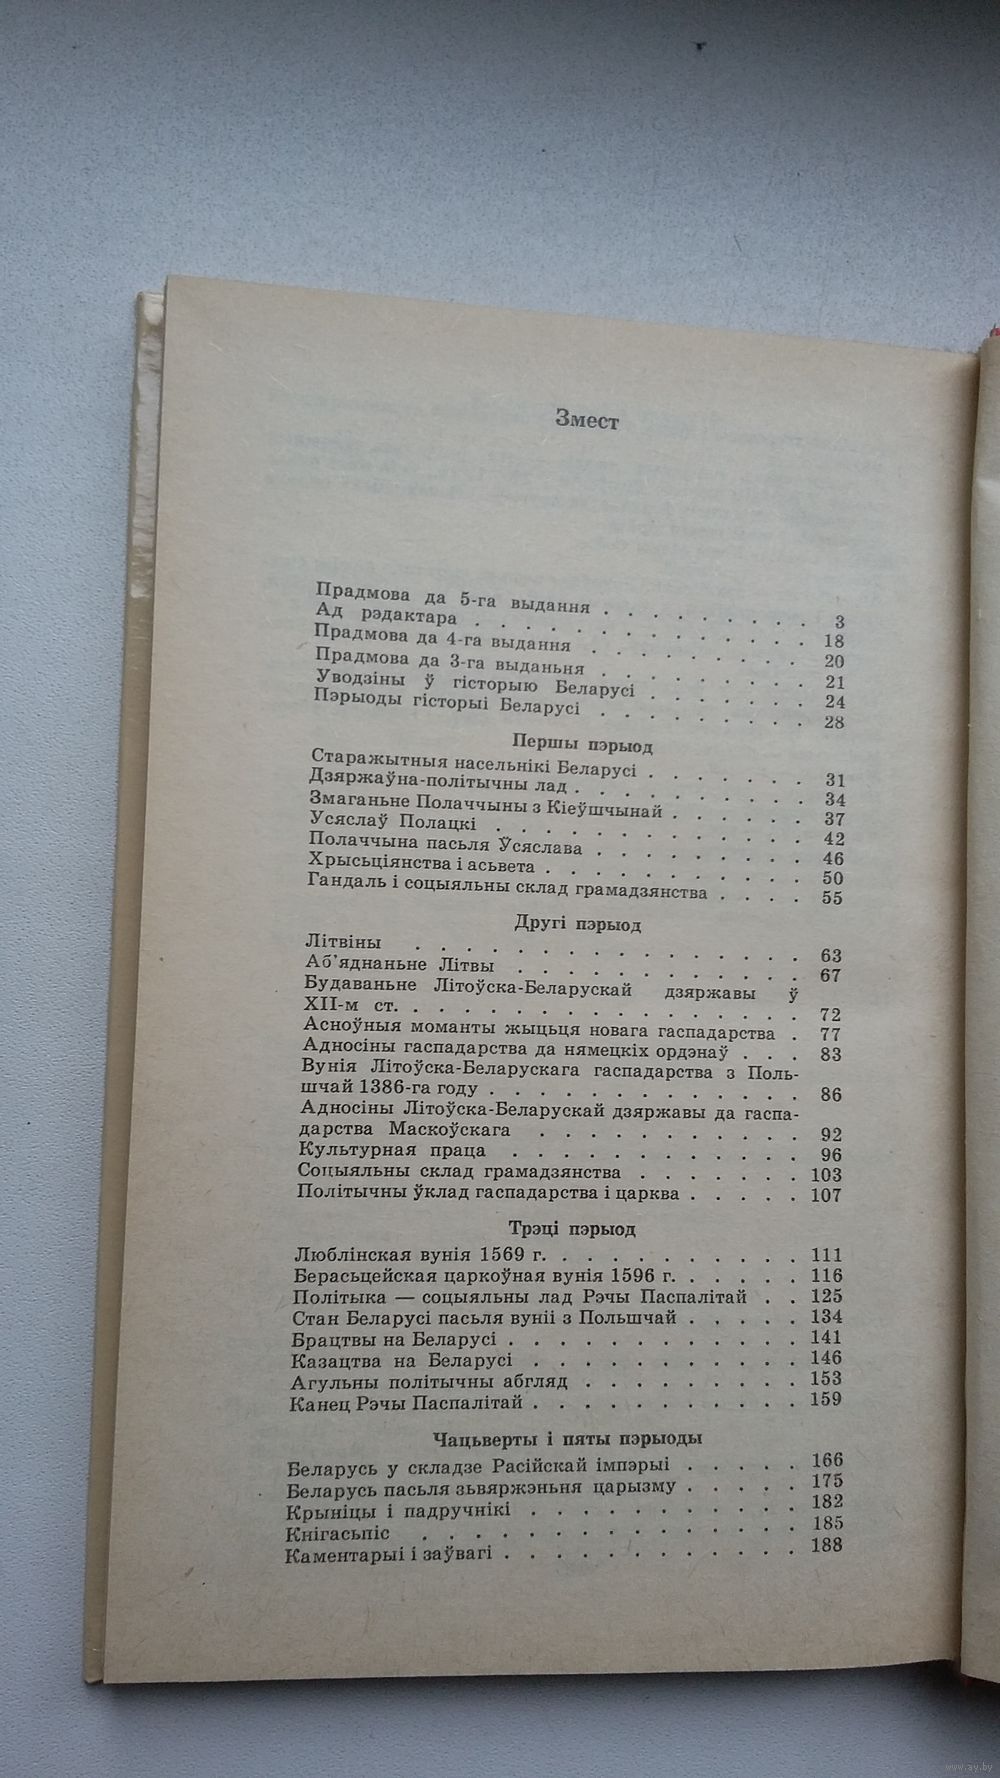 Змест
Прадмова да 5-га выдання . . . . . . . . 3
Ад рэдактара . . . . . . . . . . . . . 18
Прадмова да 4-га выдання . . . . . . . . . 20
Прадмова да 3-га выданьня . . . . . . . . 21
Уводзіны ў гісторыю Беларусі . . . . . . 24
Пэрыоды гісторыі Беларусі . . . . . . . . 28
Першы пэрыод
Старажытныя насельнікі Беларусі . . . . . . . 31
Дзяржаўна-політычны лад . . . . . . . . . 34
Змаганьне Полаччыны з Кіеўшчынай . . . . . . 37
Усяслаў Полацкі . . . . . . . . . . . . 42
Полаччына пасьля Ўсяслава . . . . . . . . 46
Хрысьціянства і асьвета . . . . . . . . . . 50
Гандаль і соцыяльны склад грамадзянства . . . . 55
Другі пэрыод
Літвіны . . . . . . . . . . . . . . . 63
Аб'яднаньне Літвы . . . . . . . . . . . 67
Будаваньне Літоўска-Беларускай дзяржавы ў
XII-м ст. . . . . . . . . . . . . . . . . 72
Асноўныя моманты жыцьця новага гаспадарства . 77
Адносіны гаспадарства да нямецкіх ордэнаў . . . 83
Вунія Літоўска-Беларускага гаспадарства з Поль-
шчай 1386-га году . . . . . . . . . . . . 86
Адносіны Літоўска-Беларускай дзяржавы да гаспа-
дарства Маскоўскага . . . . . . . . . . 92
Культурная праца . . . . . . . . . . . 96
Соцыяльны склад грамадзянства . . . . . . . 103
Політычны ўклад гаспадарства і царква . . . . . 107
Трэці пэрыод
Люблінская вунія 1569 г. . . . . . . . . . . 111
Берасьцейская царкоўная вунія 1596 г. . . . . . 116
Політыка — соцыяльны лад Рэчы Паспалітай . . 125
Стан Беларусі пасьля вуніі з Польшчай . . . . . 134
Брацтвы на Беларусі . . . . . . . . . . . . 141
Казацтва на Беларусі . . . . . . . . . . . 146
Агульны політычны абгляд . . . . . . . . . 153
Канец Рэчы Паспалітай . . . . . . . . . . . 159
Чацьверты і пяты пэрыоды
Беларусь у складзе Расійскай імпэрыі . . . . . 166
Беларусь пасьля зьвяржэньня царызму . . . . . 175
Крыніцы і падручнікі . . . . . . . . . . . 182
Кнігасьпіс . . . . . . . . . . . . . . . 185
Каментарыі і заўвагі . . . . . . . . . . . . 188
www.ay.by